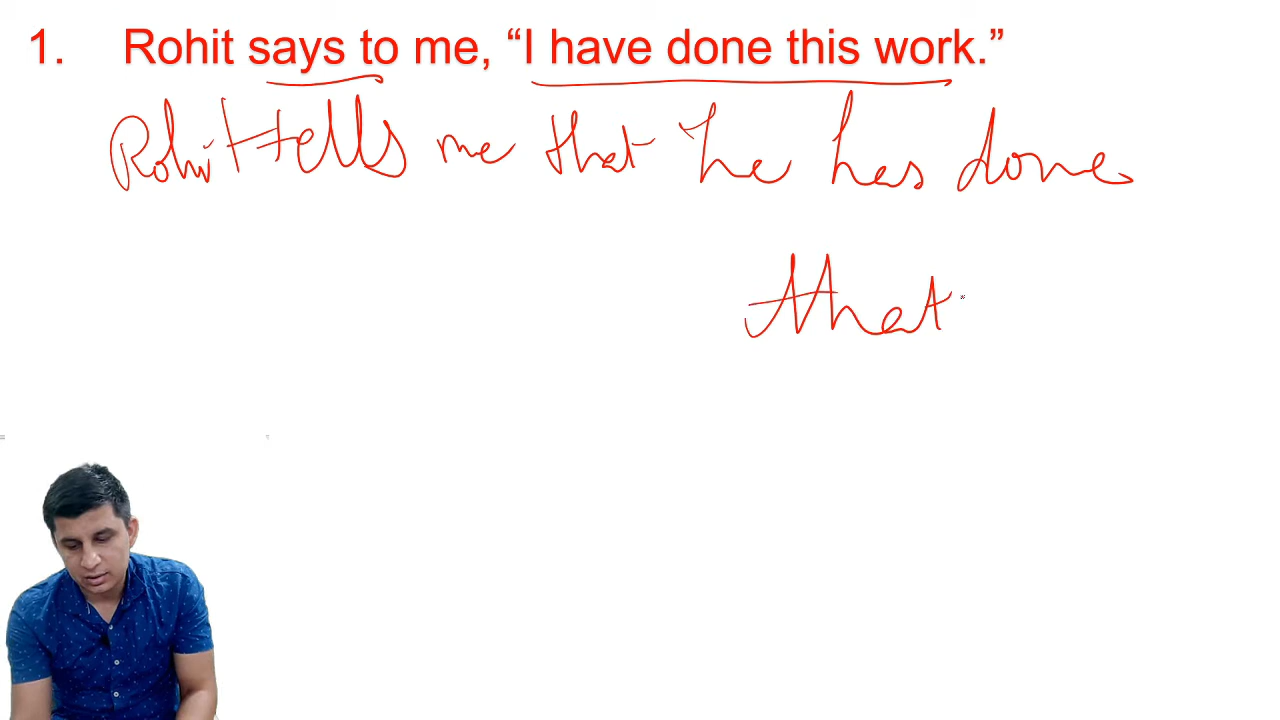 1. Rohit says to me, “I have done this work.”
Rohit tells me that he has done
that